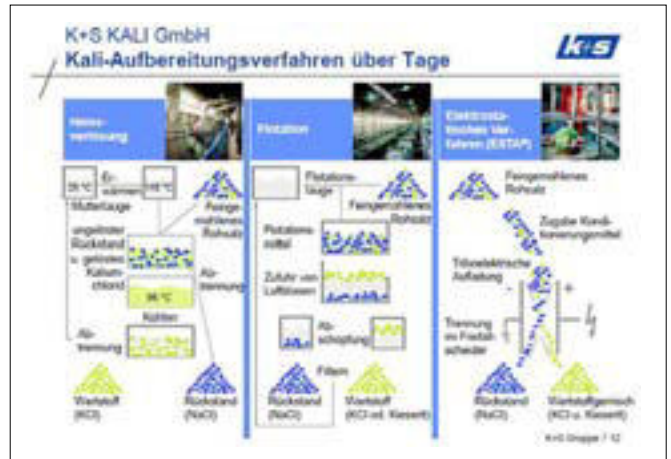 K+S KALI GmbH
Kali-Aufbereitungsverfahren über Tage
k+s
Flotation
Elektrosta-
tisches Ver-
fahren (ESTA®)
25 °C
Er-
wärmen
Mutterlauge
Feinge-
mahlenes
Rohsalz
ungelöster
Rückstand
u. gelöstes
Kalium-
chlorid
Ab-
trennung
Kühlen
Ab-
trennung
Wertstoff
(KCl)
Rückstand
(NaCl)
Flotations-
lauge
Feingemahlenes
Rohsalz
Flotations-
mittel
Zufuhr von
Luftblasen
Ab-
schöpfung
Filtern
Rückstand
(NaCl)
Wertstoff
(KCl od. Kieserit)
Feingemahlenes
Rohsalz
Zugabe Kondi-
tionierungsmittel
Triboelektrische
Aufladung
+
-
Trennung
im Freifall-
scheider
Rückstand
(NaCl)
Wertstoffgemisch
(KCl u. Kieserit)
K+S Gruppe / 12